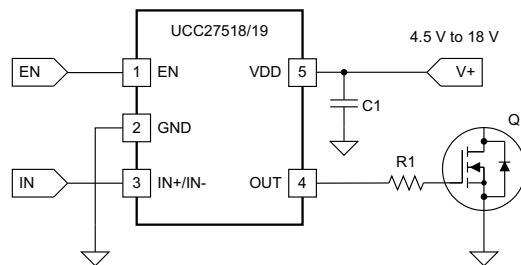 UCC27518/19
4.5 V to 18 V
EN
1
EN
VDD
5
V+
C1
2
GND
Q
R1
IN
3
IN+/IN-
OUT
4